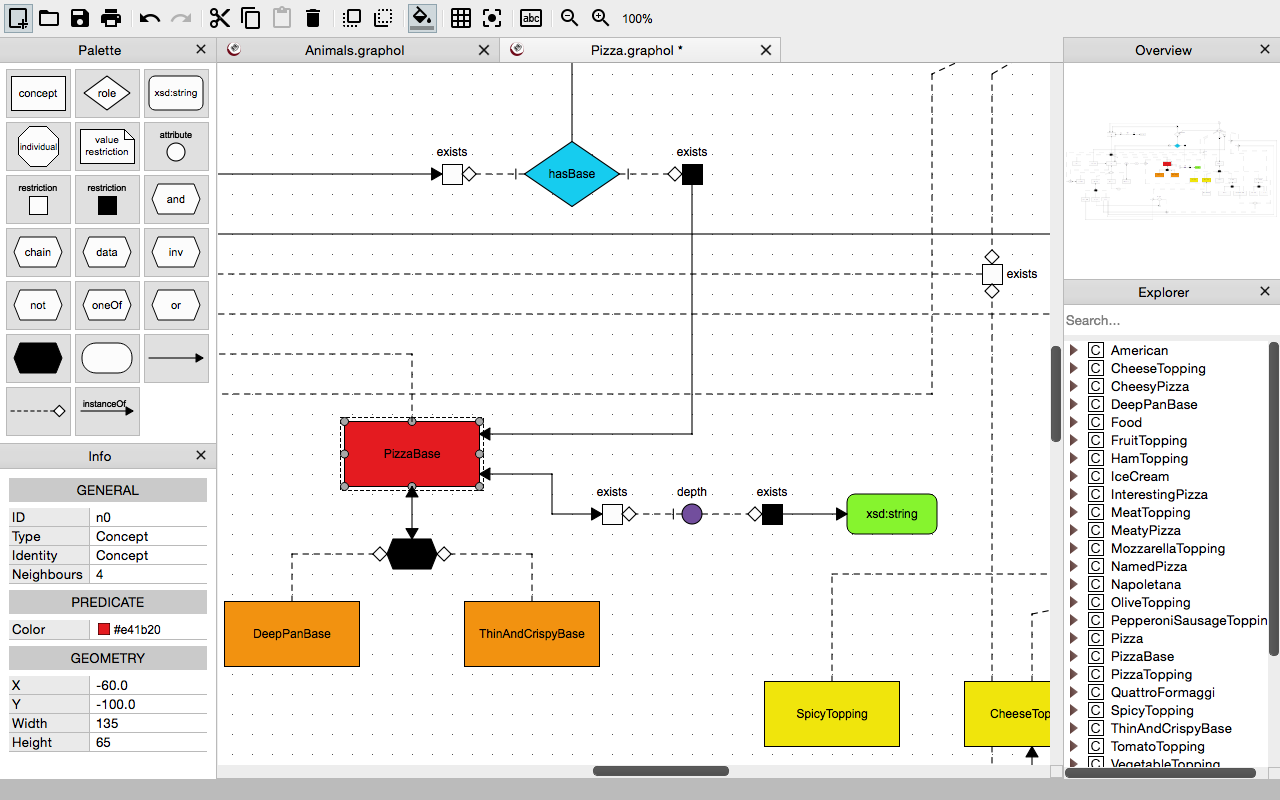 abc
100%
Palette
Animals.graphol
Pizza.graphol *
Overview
concept
role
xsd:string
individual
value
restriction
attribute
restriction
restriction
and
chain
data
inv
not
oneOf
or
instanceOf
Info
GENERAL
ID n0
Type Concept
Identity Concept
Neighbours 4
PREDICATE
Color #e41b20
GEOMETRY
X -60.0
Y -100.0
Width 135
Height 65
exists
hasBase
exists
exists
PizzaBase
exists
depth
exists
xsd:string
DeepPanBase
ThinAndCrispyBase
SpicyTopping
CheeseTop
Explorer
Search...
C American
C CheeseTopping
C CheesyPizza
C DeepPanBase
C Food
C FruitTopping
C HamTopping
C IceCream
C InterestingPizza
C MeatTopping
C MeatyPizza
C MozzarellaTopping
C NamedPizza
C Napoletana
C OliveTopping
C PepperoniSausageToppin
C Pizza
C PizzaBase
C PizzaTopping
C QuattroFormaggi
C SpicyTopping
C ThinAndCrispyBase
C TomatoTopping
C VegetableTopping